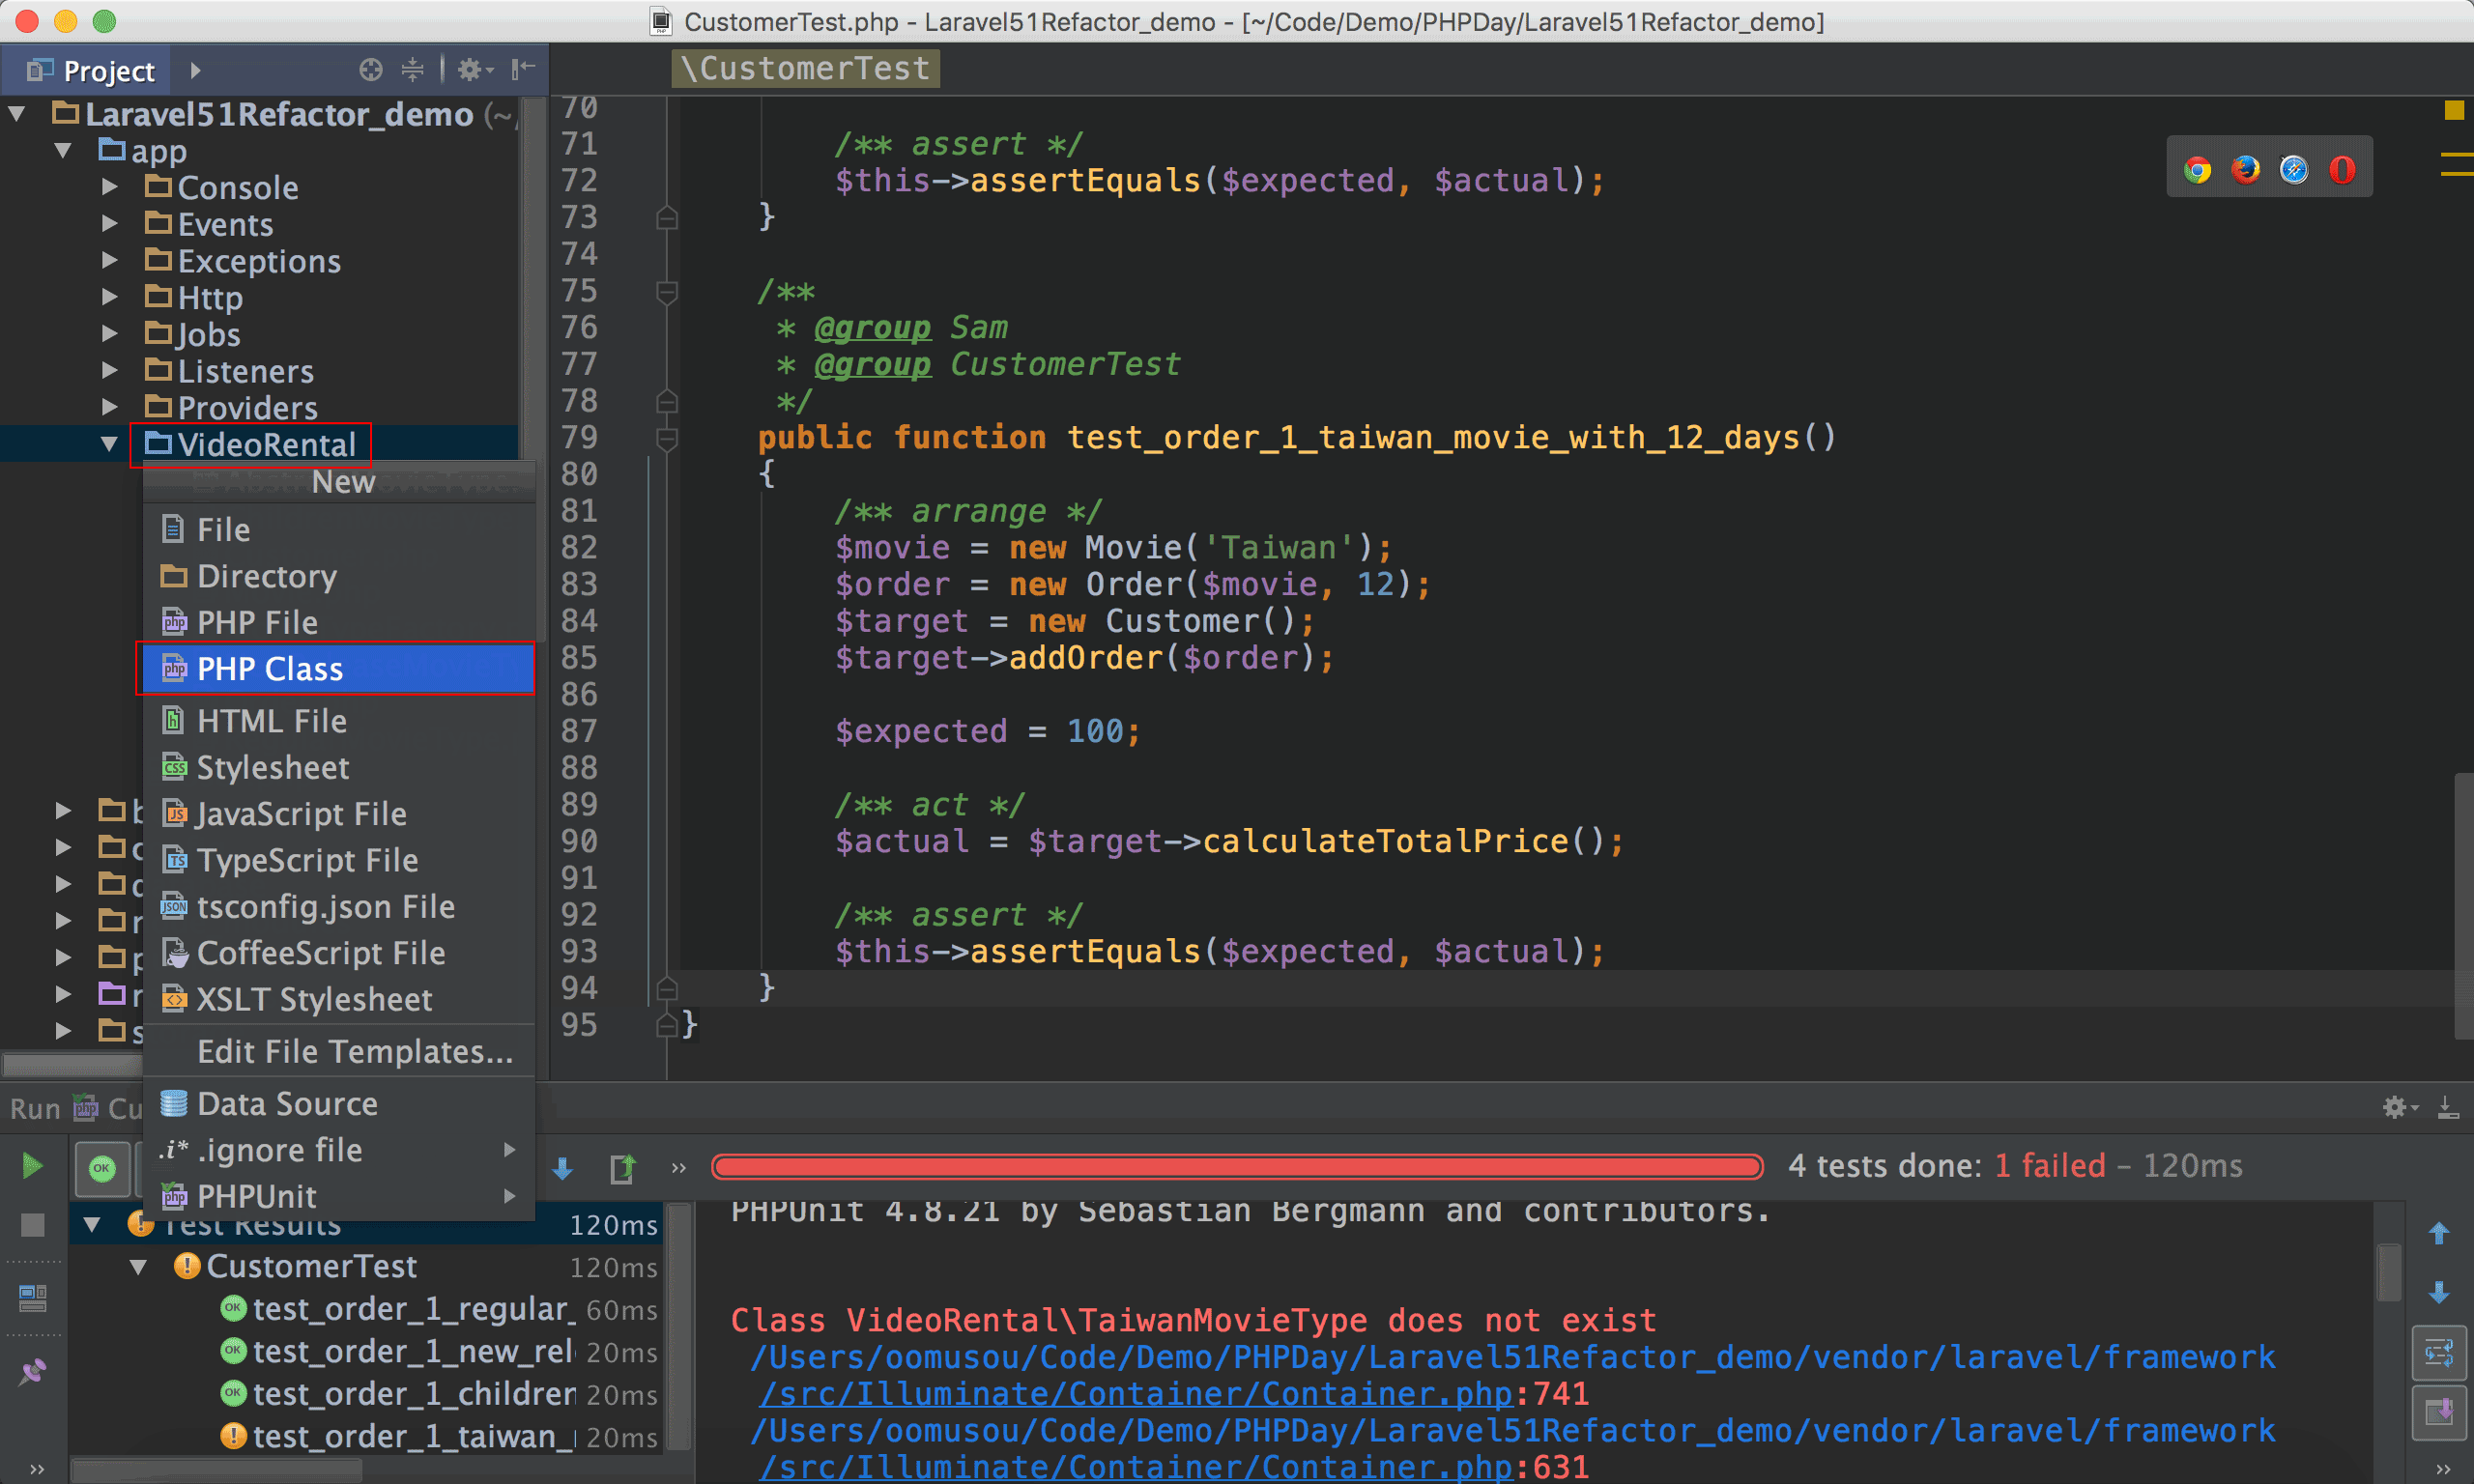 CustomerTest.php - Laravel51Refactor_demo - [~/Code/Demo/PHPDay/Laravel51Refactor_demo]
Project
\CustomerTest
Laravel51Refactor_demo (~/
app
Console
Events
Exceptions
Http
Jobs
Listeners
Providers
VideoRental
New
File
Directory
PHP File
PHP Class
HTML File
Stylesheet
JavaScript File
TypeScript File
tsconfig.json File
CoffeeScript File
XSLT Stylesheet
Edit File Templates...
Data Source
.i* .ignore file
PHPUnit
70
71 /** assert */
72 $this->assertEquals($expected, $actual);
73 }
74
75 /**
76 * @group Sam
77 * @group CustomerTest
78 */
79 public function test_order_1_taiwan_movie_with_12_days()
80 {
81 /** arrange */
82 $movie = new Movie('Taiwan');
83 $order = new Order($movie, 12);
84 $target = new Customer();
85 $target->addOrder($order);
86
87 $expected = 100;
88
89 /** act */
90 $actual = $target->calculateTotalPrice();
91
92 /** assert */
93 $this->assertEquals($expected, $actual);
94 }
95 }
Run Cu
4 tests done: 1 failed – 120ms
Test Results 120ms
CustomerTest 120ms
OK test_order_1_regular_ 60ms
OK test_order_1_new_rel 20ms
OK test_order_1_children 20ms
test_order_1_taiwan_ 20ms
PHPUnit 4.8.21 by Sebastian Bergmann and contributors.
Class VideoRental\TaiwanMovieType does not exist
/Users/oomusou/Code/Demo/PHPDay/Laravel51Refactor_demo/vendor/laravel/framework
/src/Illuminate/Container/Container.php:741
/Users/oomusou/Code/Demo/PHPDay/Laravel51Refactor_demo/vendor/laravel/framework
/src/Illuminate/Container/Container.php:631